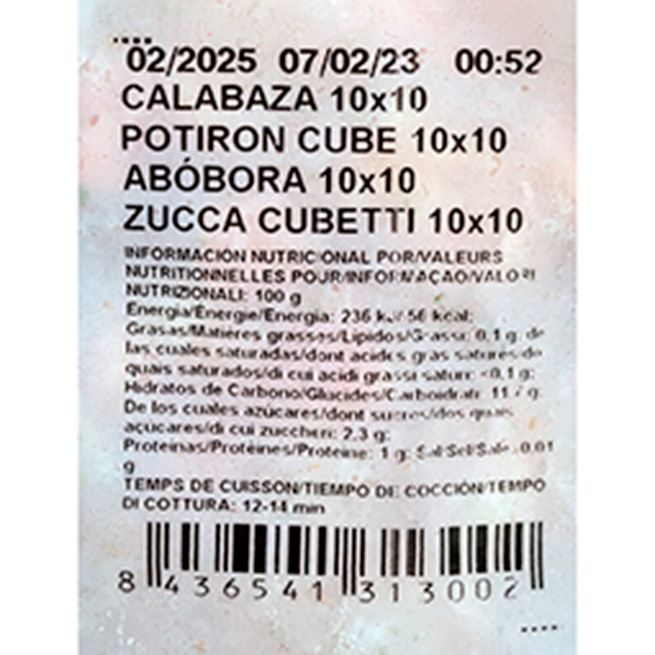 02/2025 07/02/23 00:52
CALABAZA 10x10
POTIRON CUBE 10x10
ABÓBORA 10x10
ZUCCA CUBETTI 10x10
INFORMACIÓN NUTRICIONAL POR/VALEURS
NUTRITIONNELLES POUR/INFORMAÇAO/VALORI
NUTRIZIONALI: 100 g
Energia/Énergie/Energia: 236 kJ/ 56 kcal;
Grasas/Matières grasses/Lípidos/Grassi: 0,1 g; de
las cuales saturadas/dont acides gras saturés/do
quais saturados/di cui acidi grassi saturi: <0,1 g;
Hidratos de Carbono/Glucides/Carboidrati: 11 g;
De los cuales azúcares/dont sucres/dos quais
açucares/di cui zuccheri: 2,3 g;
Proteínas/Protéines/Proteine: 1 g; Sal/Sel/Sale: 0,01
g
TEMPS DE CUISSON/TIEMPO DE COCCIÓN/TEMPO
DI COTTURA: 12-14 min
8 436541 313002